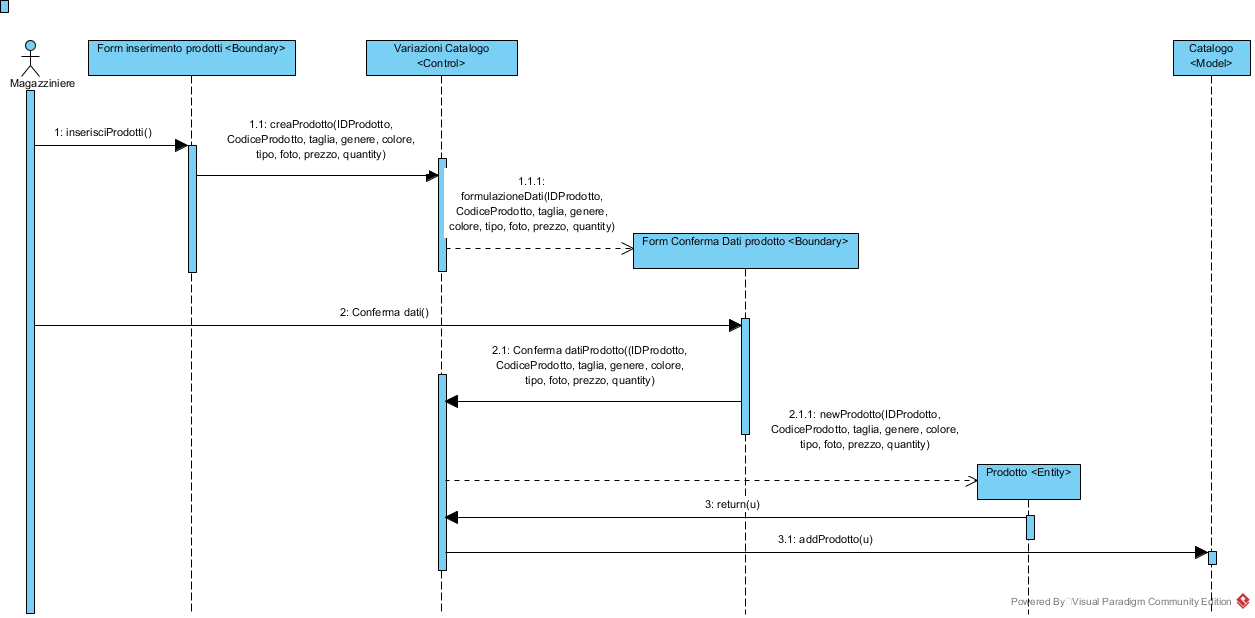 Form inserimento prodotti <Boundary>
Variazioni Catalogo
<Control>
Catalogo
<Model>
Magazziniere
1: inserisciProdotti()
1.1: creaProdotto(IDProdotto,
CodiceProdotto, taglia, genere, colore,
tipo, foto, prezzo, quantity)
1.1.1:
formulazioneDati(IDProdotto,
CodiceProdotto, taglia, genere,
colore, tipo, foto, prezzo, quantity)
Form Conferma Dati prodotto <Boundary>
2: Conferma dati()
2.1: Conferma datiProdotto((IDProdotto,
CodiceProdotto, taglia, genere, colore,
tipo, foto, prezzo, quantity)
2.1.1: newProdotto(IDProdotto,
CodiceProdotto, taglia, genere, colore,
tipo, foto, prezzo, quantity)
Prodotto <Entity>
3: return(u)
3.1: addProdotto(u)
Powered By Visual Paradigm Community Edition